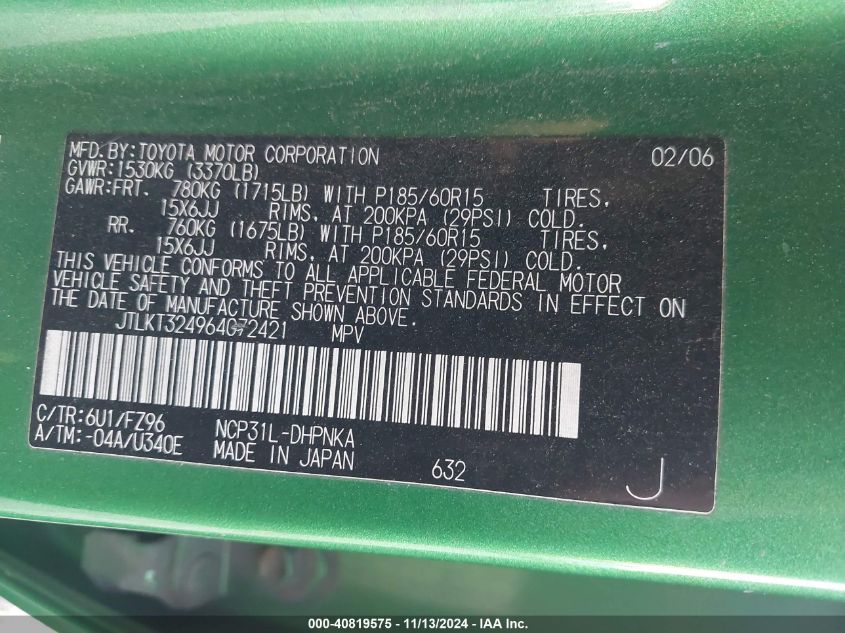 MFD. BY: TOYOTA MOTOR CORPORATION 02/06
GVWR: 1530KG (3370LB)
GAWR: FRT. 780KG (1715LB) WITH P185/60R15 TIRES,
15X6JJ RIMS, AT 200KPA (29PSI) COLD.
RR. 760KG (1675LB) WITH P185/60R15 TIRES,
15X6JJ RIMS, AT 200KPA (29PSI) COLD.
THIS VEHICLE CONFORMS TO ALL APPLICABLE FEDERAL MOTOR
VEHICLE SAFETY AND THEFT PREVENTION STANDARDS IN EFFECT ON
THE DATE OF MANUFACTURE SHOWN ABOVE.
MPV
C/TR: 6U1/FZ96 NCP31L-DHPNKA
A/TM: -04A/U340E MADE IN JAPAN 632 J
000-40819575 - 11/13/2024 - IAA Inc.